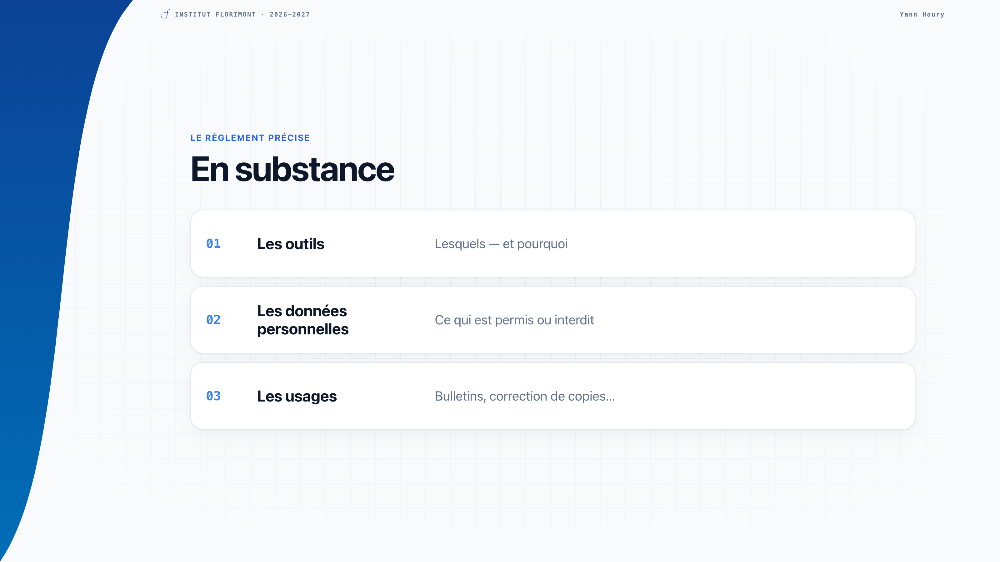 INSTITUT FLORIMONT · 2026–2027
Yann Houry
LE RÈGLEMENT PRÉCISE
En substance
01
Les outils
Lesquels — et pourquoi
02
Les données
personnelles
Ce qui est permis ou interdit
03
Les usages
Bulletins, correction de copies…